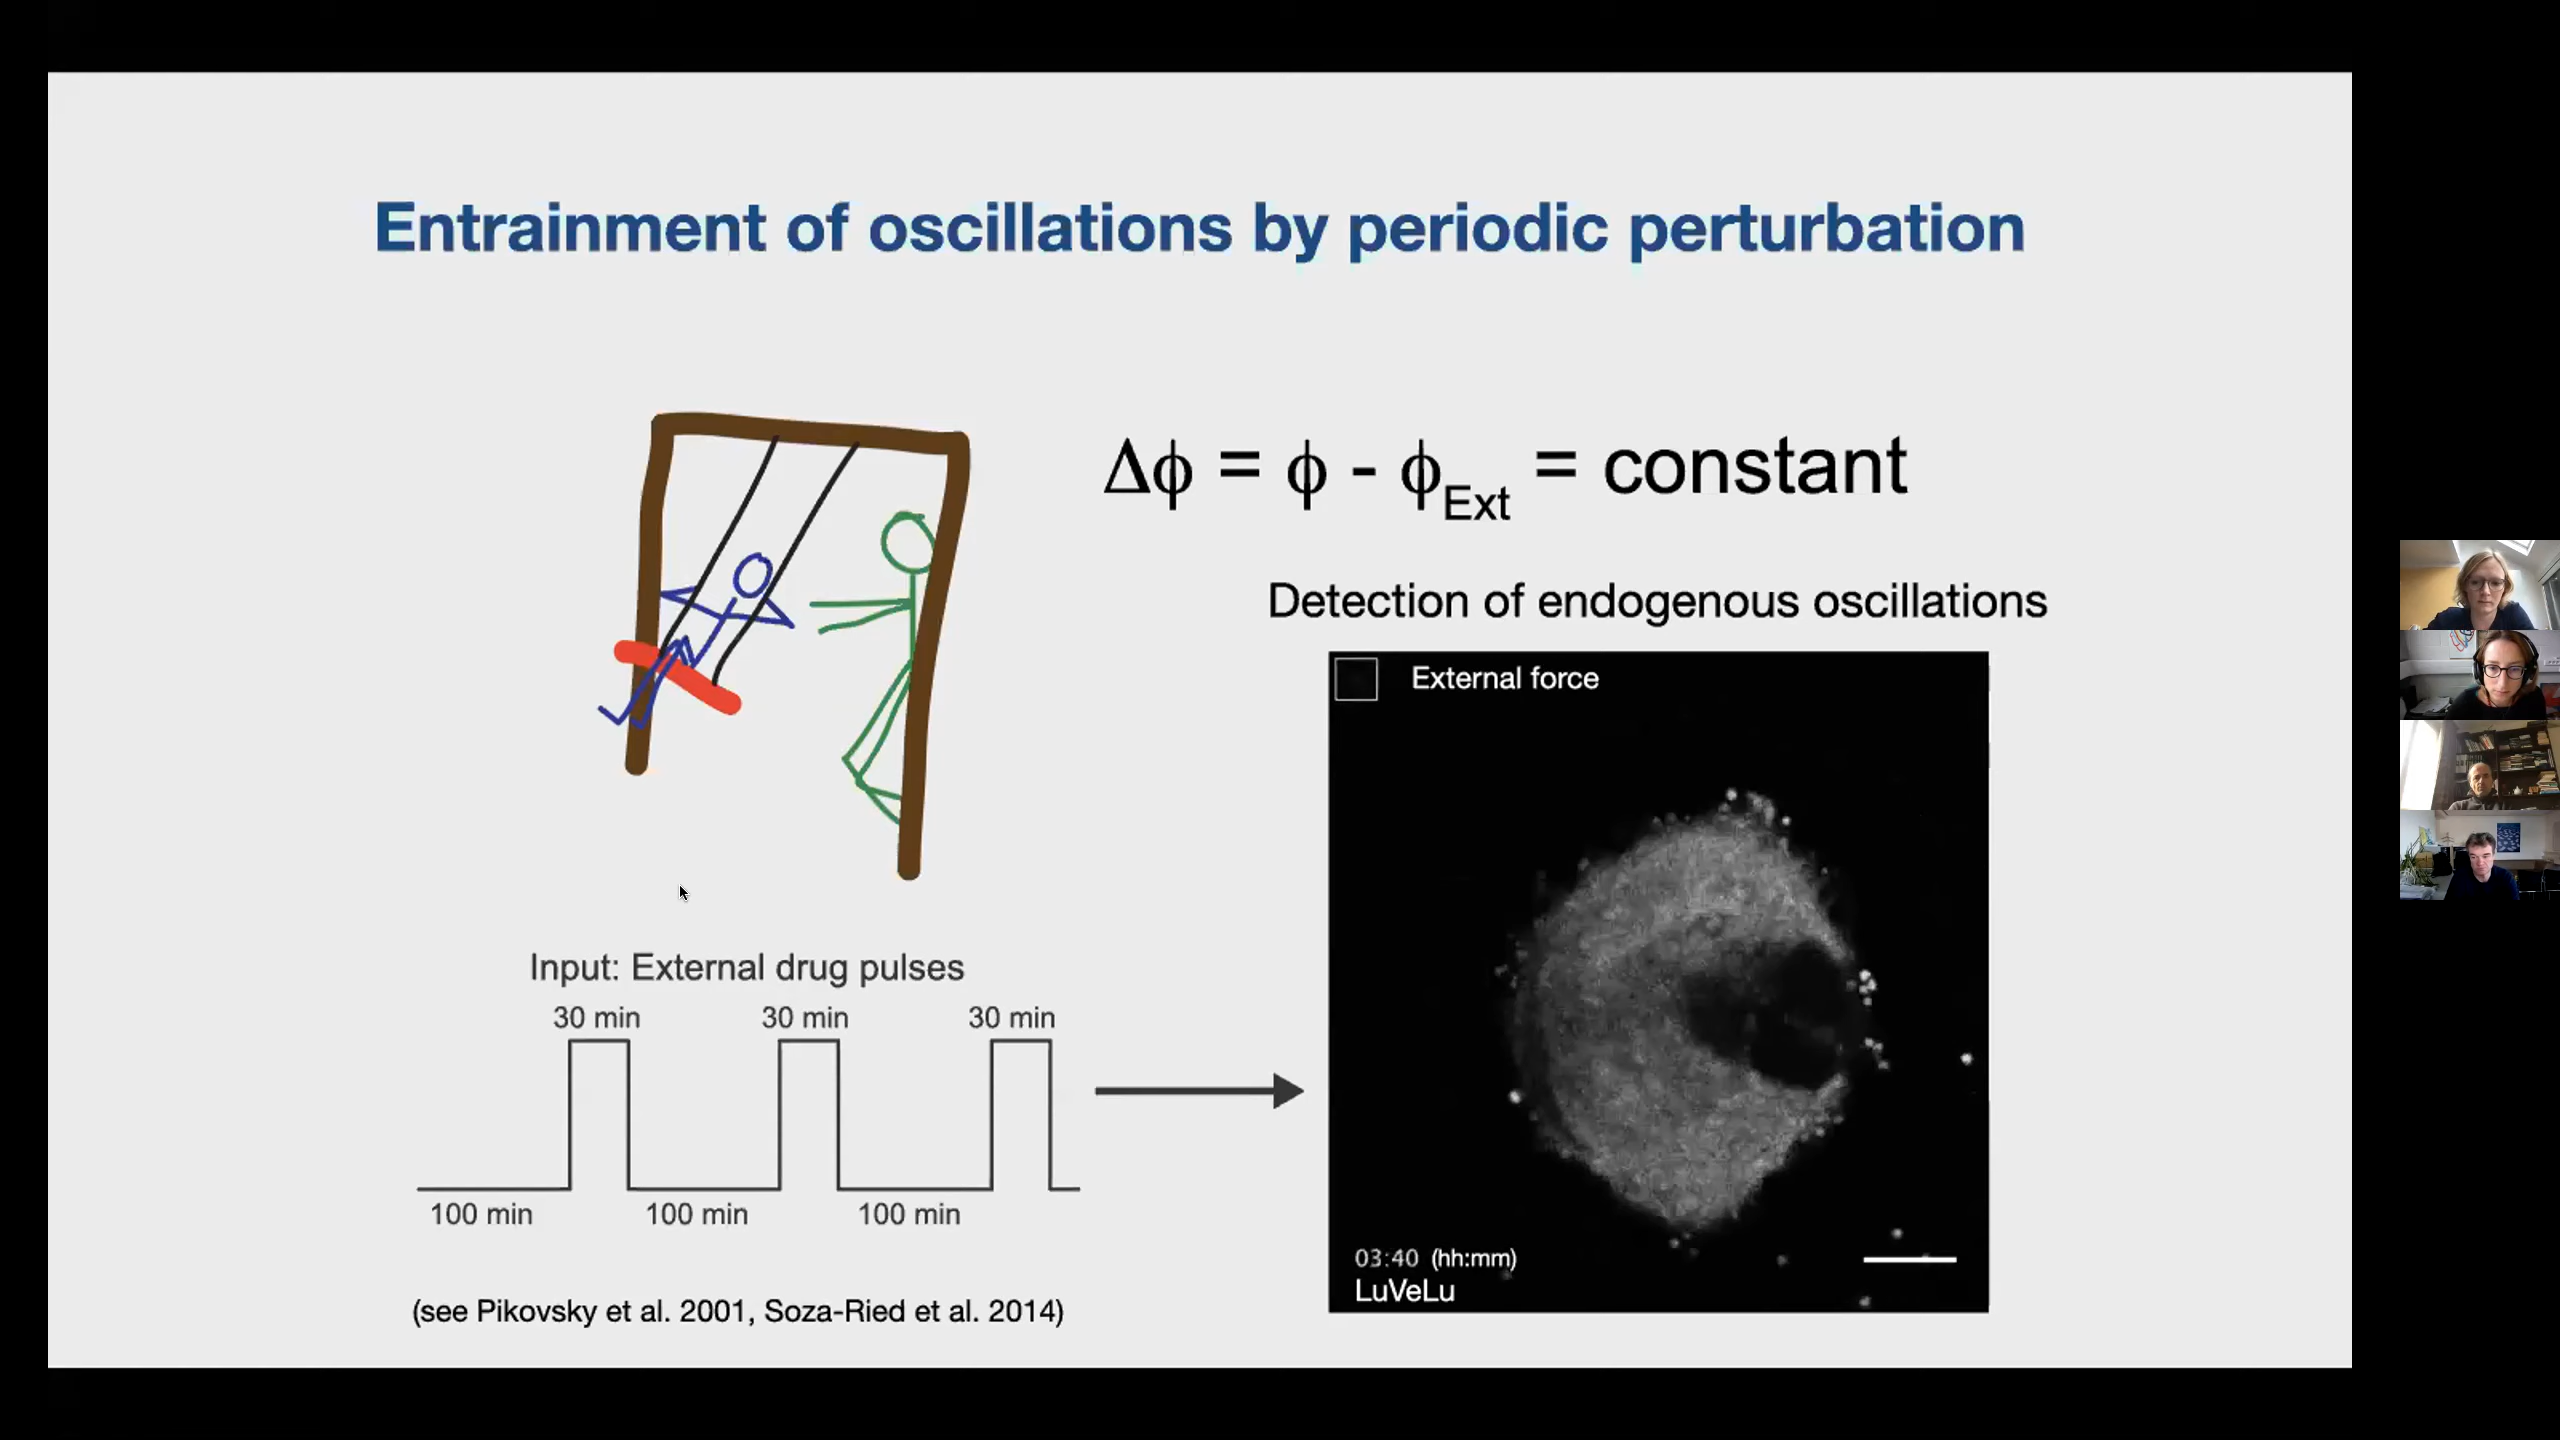 Entrainment of oscillations by periodic perturbation
Δϕ = ϕ - ϕExt = constant
Detection of endogenous oscillations
External force
03:40 (hh:mm)
LuVeLu
Input: External drug pulses
30 min 30 min 30 min
100 min 100 min 100 min
(see Pikovsky et al. 2001, Soza-Ried et al. 2014)